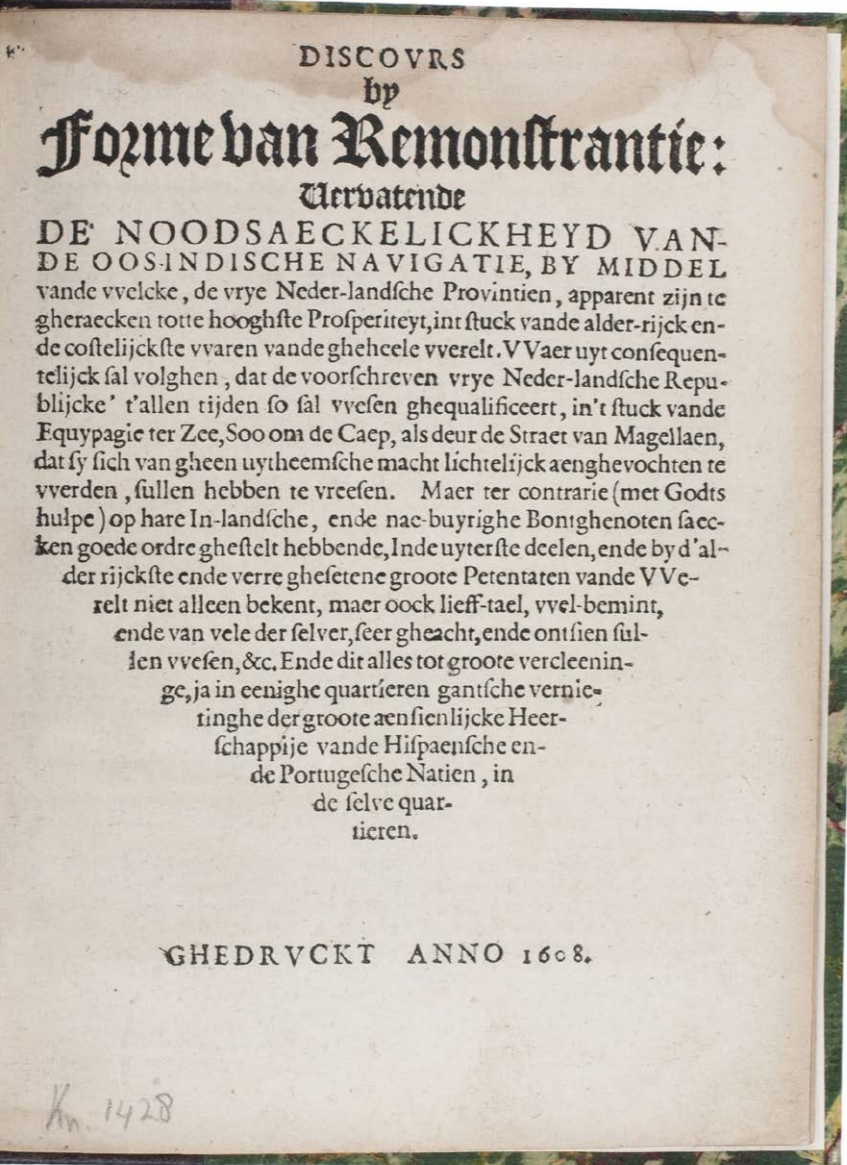 DISCOVRS
by
Forme van Remonſtrantie:
Vervatende
DE NOODSAECKELICKHEYD VAN-
DE OOS-INDISCHE NAVIGATIE, BY MIDDEL
vande vvelcke, de vrye Neder-landſche Provintien, apparent zijn te
gheraecken totte hooghſte Proſperiteyt, int ſtuck vande alder-rijck en-
de coſtelijckſte vvaren vande gheheele vverelt. VVaer uyt conſequen-
telijck ſal volghen, dat de voorſchreven vrye Neder-landſche Repu-
blijcke' t'allen tijden ſo ſal vveſen ghequalificeert, in't ſtuck vande
Equypagie ter Zee, Soo om de Caep, als deur de Straet van Magellaen,
dat ſy ſich van gheen uytheemſche macht lichtelijck aenghevochten te
vverden, ſullen hebben te vreeſen. Maer ter contrarie (met Godts
hulpe) op hare In-landſche, ende nae-buyrighe Bontghenoten ſaec-
ken goede ordre gheſtelt hebbende, Inde uyterſte deelen, ende by d'al-
der rijckſte ende verre gheſetene groote Petentaten vande VVe-
relt niet alleen bekent, maer oock lieff-tael, vvel-bemint,
ende van vele der ſelver, ſeer gheacht, ende ontſien ſul-
len vveſen, &c. Ende dit alles tot groote vercleenin-
ge, ja in eenighe quartieren gantſche vernie-
tinghe der groote aenſienlijcke Heer-
ſchappije vande Hiſpaenſche en-
de Portugeſche Natien, in
de ſelve quar-
tieren.
GHEDRVCKT ANNO 1608.
Kn. 1428